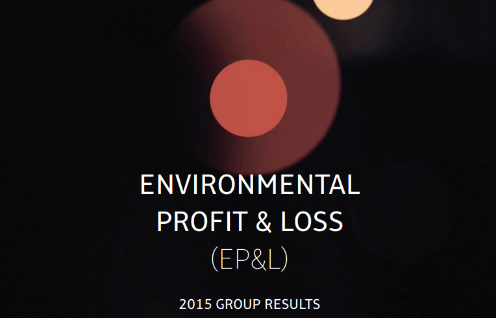 ENVIRONMENTAL
PROFIT & LOSS
(EP&L)
2015 GROUP RESULTS